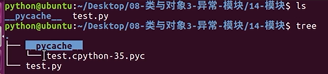 python@ubuntu:~/Desktop/08-类与对象3-异常-模块/14-模块$ ls
__pycache__  test.py
python@ubuntu:~/Desktop/08-类与对象3-异常-模块/14-模块$ tree
.
├── __pycache__
│   └── test.cpython-35.pyc
└── test.py